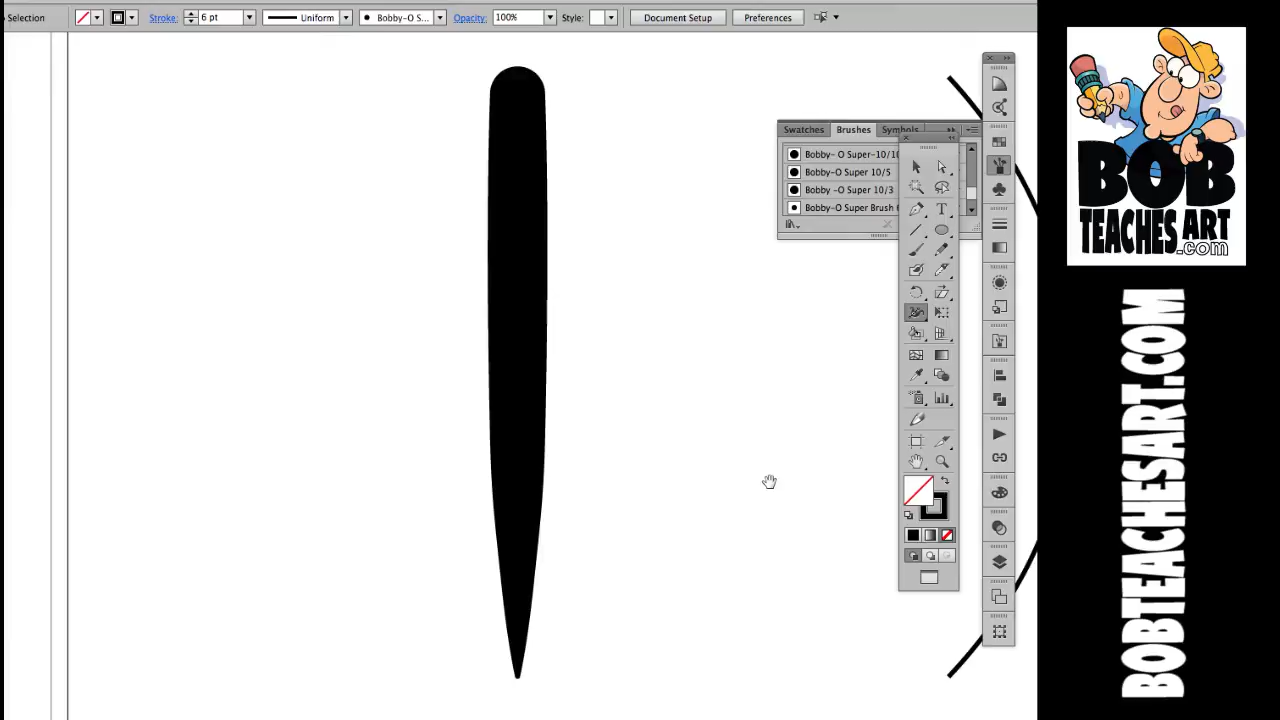 Selection
Stroke:
6 pt
Uniform
Bobby-O S...
Opacity:
100%
Style:
Document Setup
Preferences
Swatches
Brushes
Symbols
Bobby- O Super-10/10
Bobby-O Super 10/5
Bobby -O Super 10/3
Bobby-O Super Brush
T
BOB
TEACHES ART
.com
BOBTEACHESART.COM